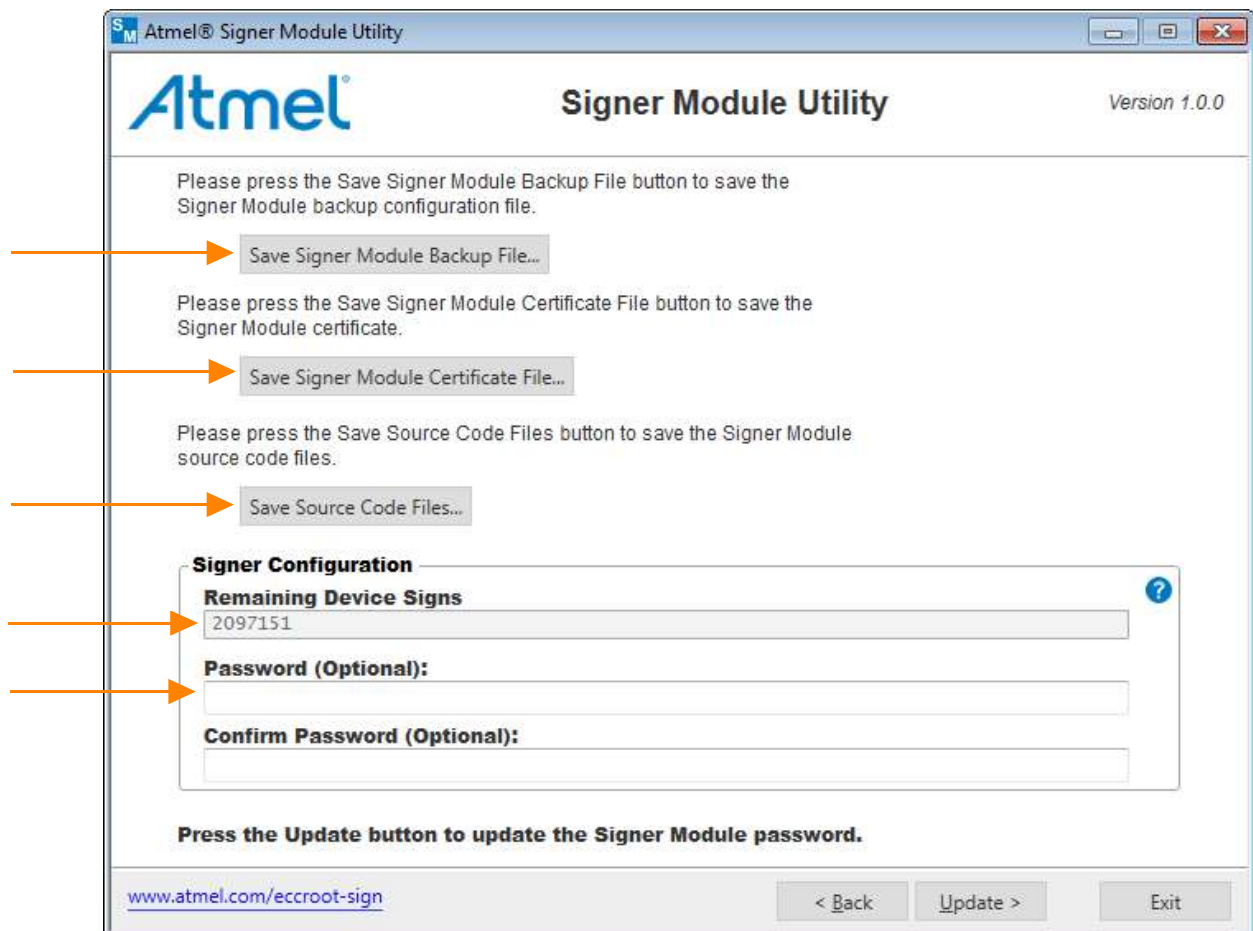 SM Atmel® Signer Module Utility
Atmel®
Signer Module Utility
Version 1.0.0
Please press the Save Signer Module Backup File button to save the
Signer Module backup configuration file.
Save Signer Module Backup File...
Please press the Save Signer Module Certificate File button to save the
Signer Module certificate.
Save Signer Module Certificate File...
Please press the Save Source Code Files button to save the Signer Module
source code files.
Save Source Code Files...
Signer Configuration
?
Remaining Device Signs
2097151
Password (Optional):
Confirm Password (Optional):
Press the Update button to update the Signer Module password.
www.atmel.com/eccroot-sign
< Back
Update >
Exit